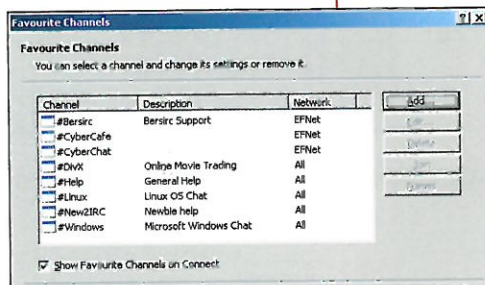 Favourite Channels
Favourite Channels
You can select a channel and change its settings or remove it.
Channel Description Network
#Bersirc Bersirc Support EFNet
#CyberCafe EFNet
#CyberChat EFNet
#DivX Online Movie Trading All
#Help General Help All
#Linux Linux OS Chat All
#New2IRC Newbie help All
#Windows Microsoft Windows Chat All
Add...
Delete
Show Favourite Channels on Connect